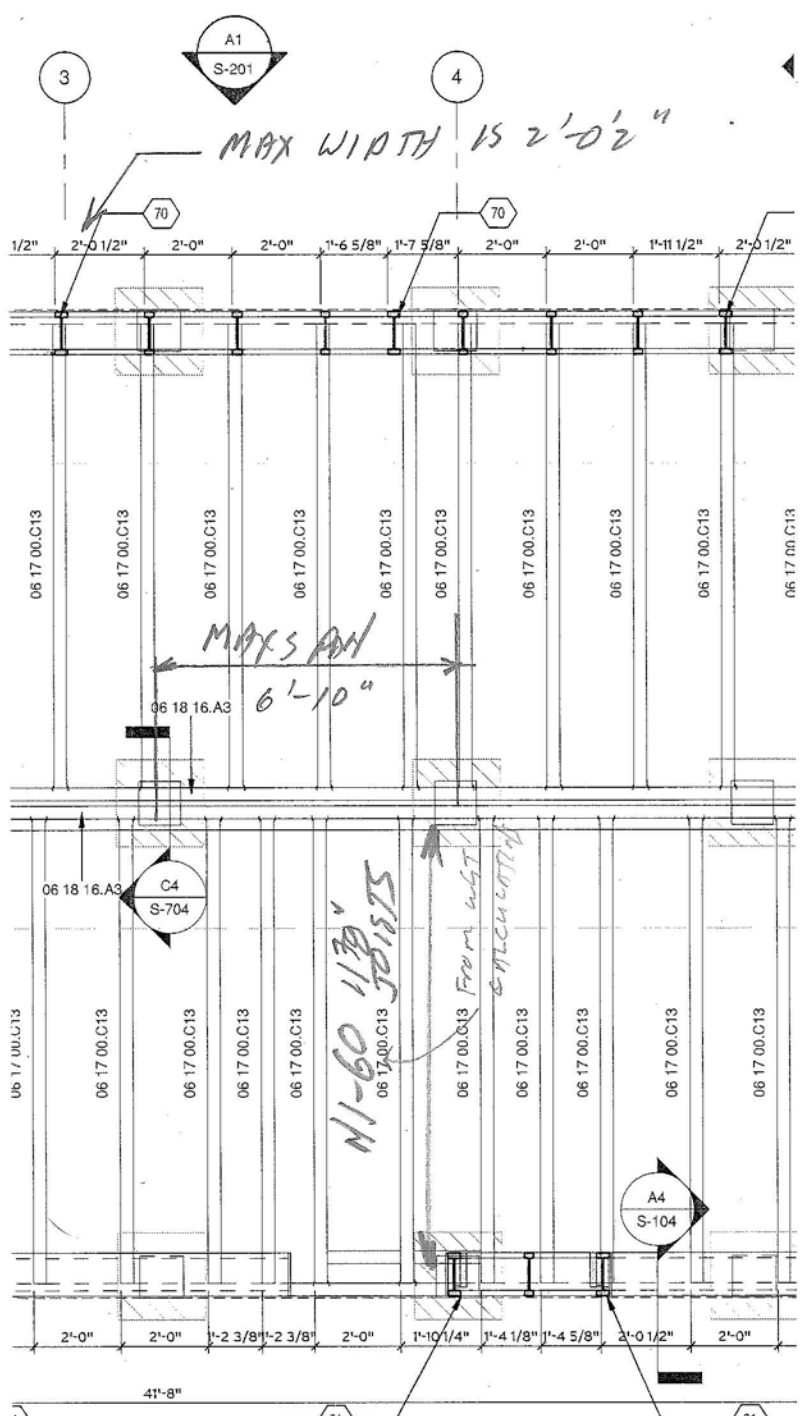 A1
S-201
3
4
MAX WIDTH IS 2'-0'2"
70
70
1/2" 2'-0 1/2" 2'-0" 2'-0" 1'-6 5/8" 1'-7 5/8" 2'-0" 2'-0" 1'-11 1/2" 2'-0 1/2"
06 17 00.C13
06 17 00.C13
06 17 00.C13
06 17 00.C13
06 17 00.C13
06 17 00.C13
06 17 00.C13
06 17 00.C13
06 17 00.C13
06 17 00.C13
MAX SPAN
6'-10"
06 18 16.A3
06 18 16.A3
C4
S-704
NI-60 11 7/8"
JOISTS
From
06 17 00.C13
06 17 00.C13
06 17 00.C13
06 17 00.C13
06 17 00.C13
06 17 00.C13
06 17 00.C13
06 17 00.C13
06 17 00.C13
06 17 00.C13
A4
S-104
2'-0" 2'-0" 1'-2 3/8" 1'-2 3/8" 2'-0" 1'-10 1/4" 1'-4 1/8" 1'-4 5/8" 2'-0 1/2" 2'-0"
41'-8"